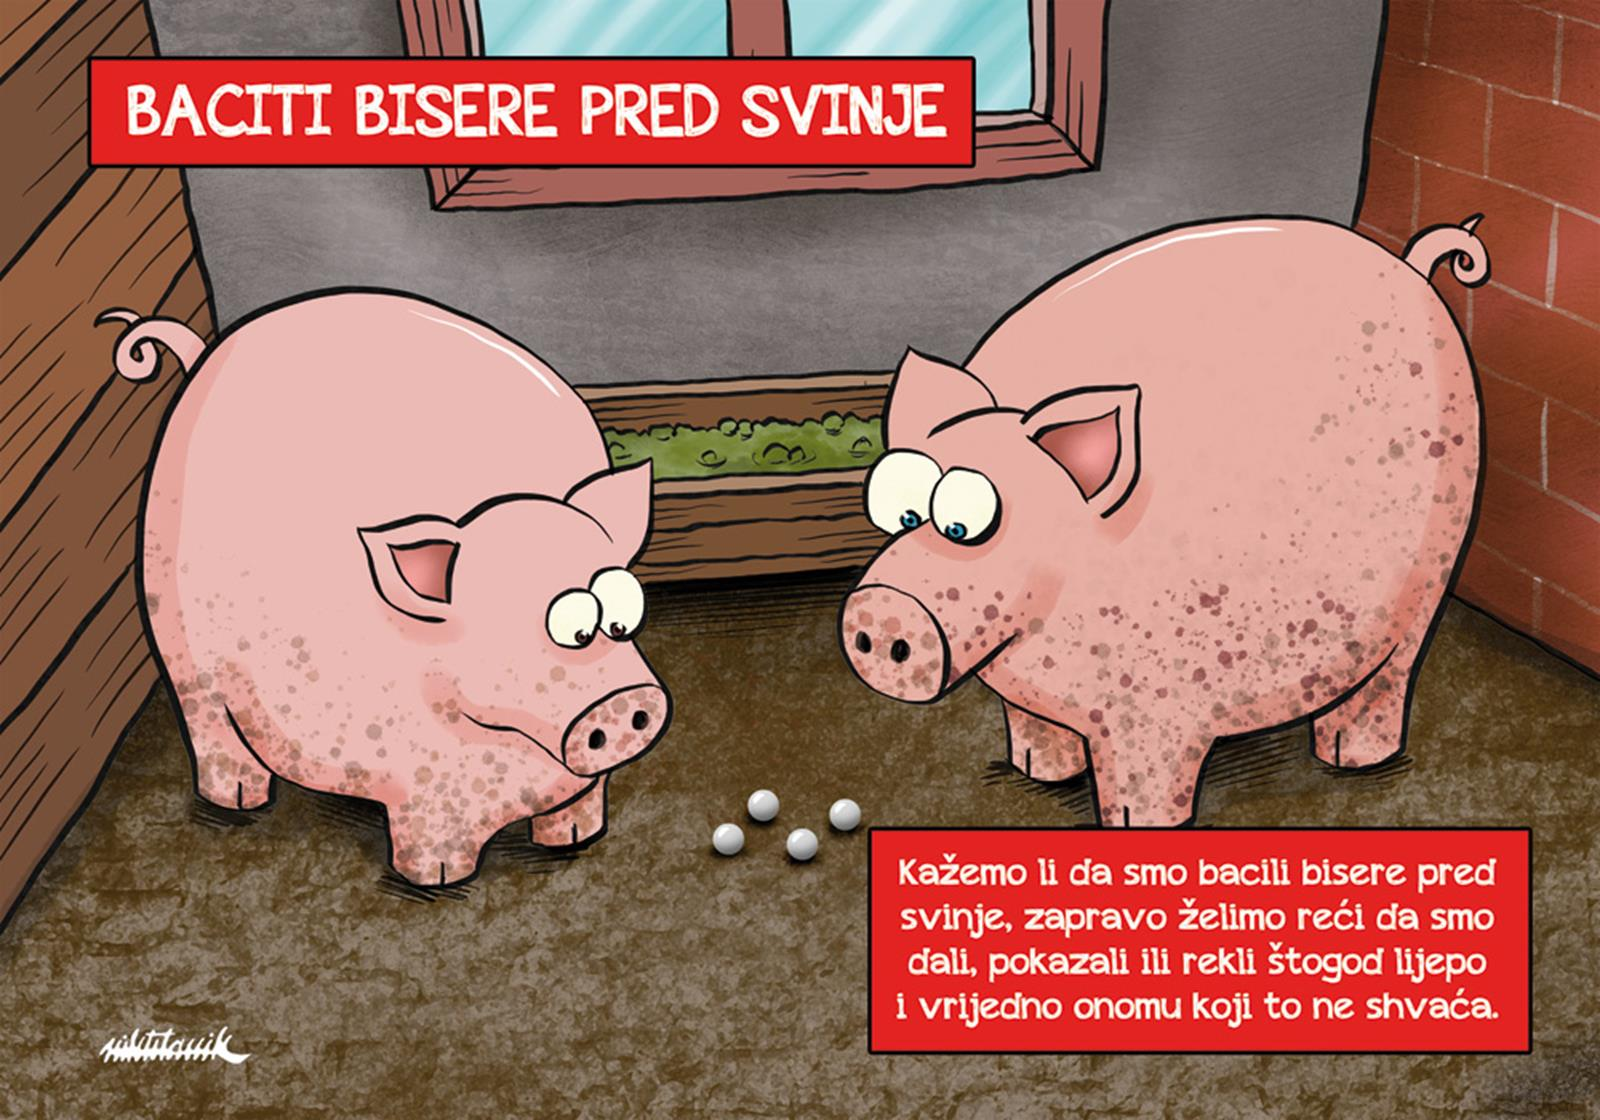 BACITI BISERE PRED SVINJE
Kažemo li da smo bacili bisere pred
svinje, zapravo želimo reći da smo
dali, pokazali ili rekli štogod lijepo
i vrijedno onomu koji to ne shvaća.